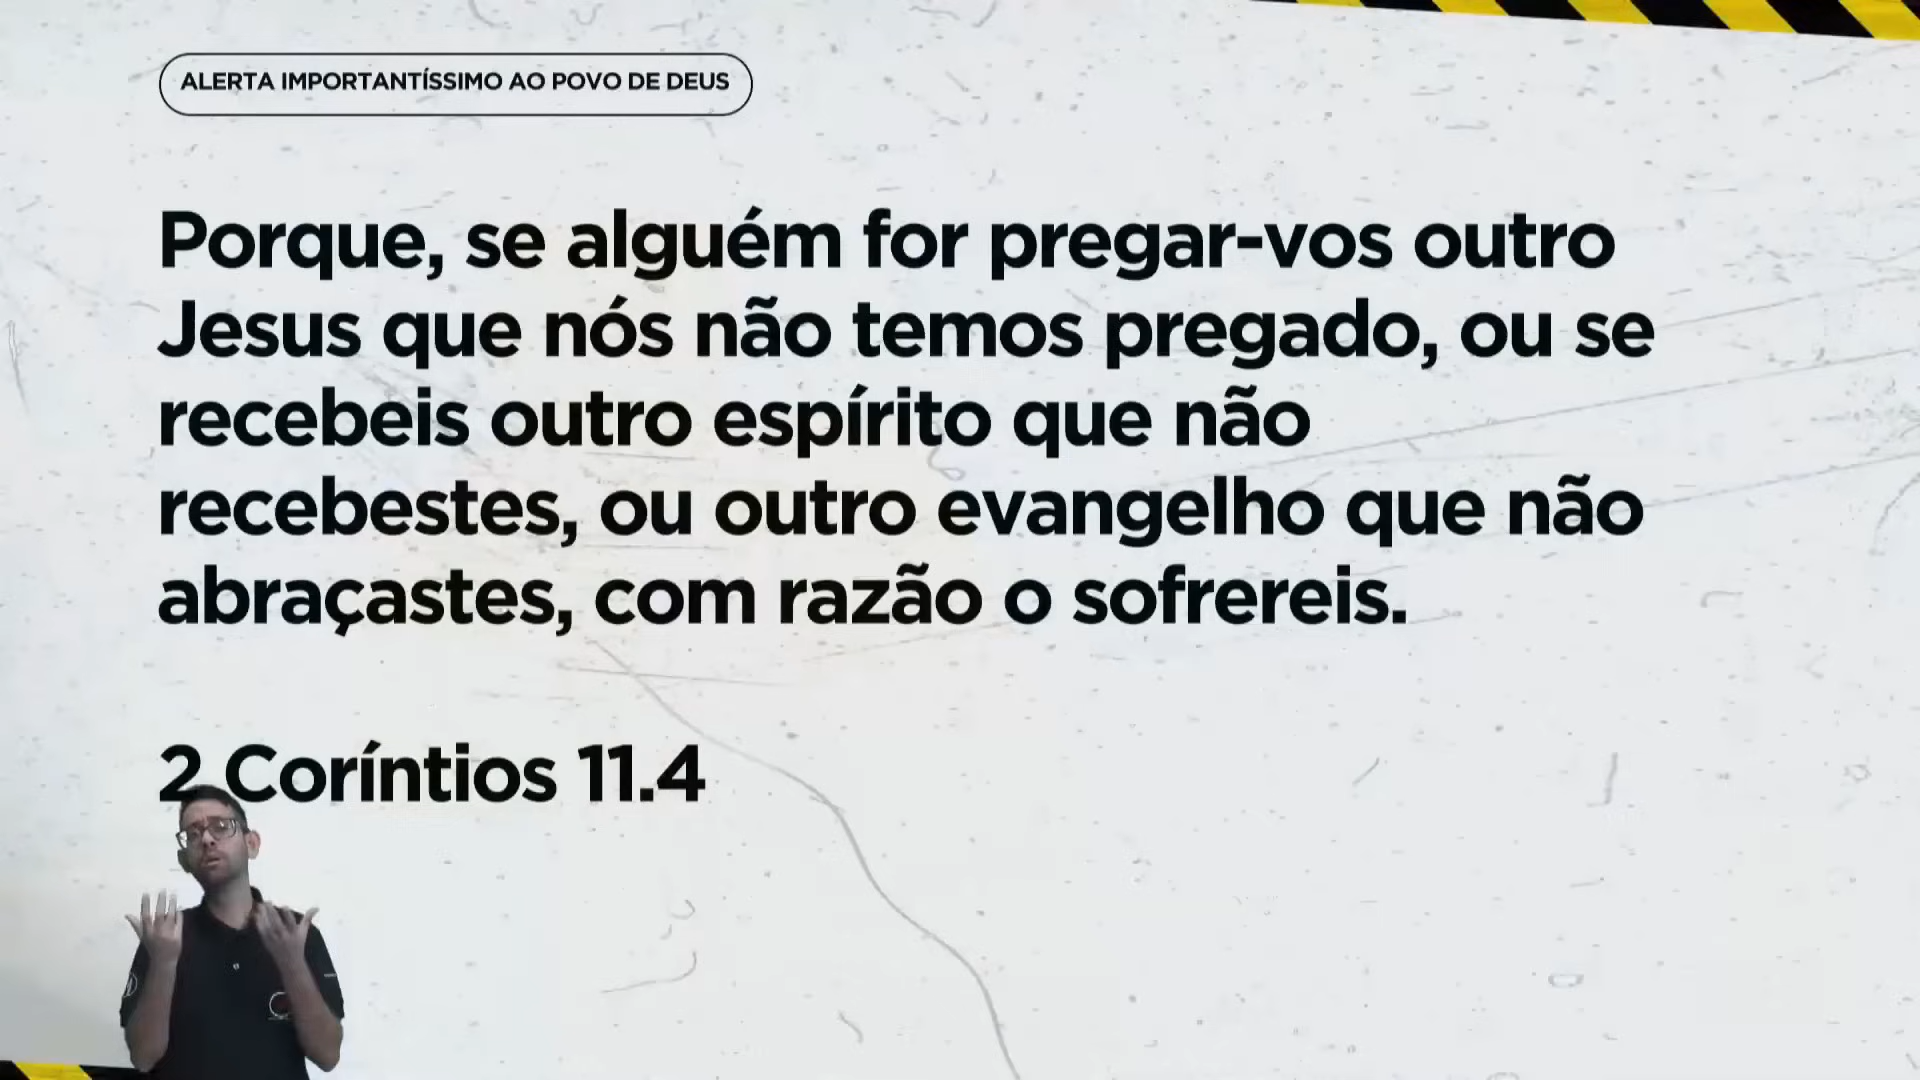 ALERTA IMPORTANTÍSSIMO AO POVO DE DEUS
Porque, se alguém for pregar-vos outro
Jesus que nós não temos pregado, ou se
recebeis outro espírito que não
recebestes, ou outro evangelho que não
abraçastes, com razão o sofrereis.
2 Coríntios 11.4